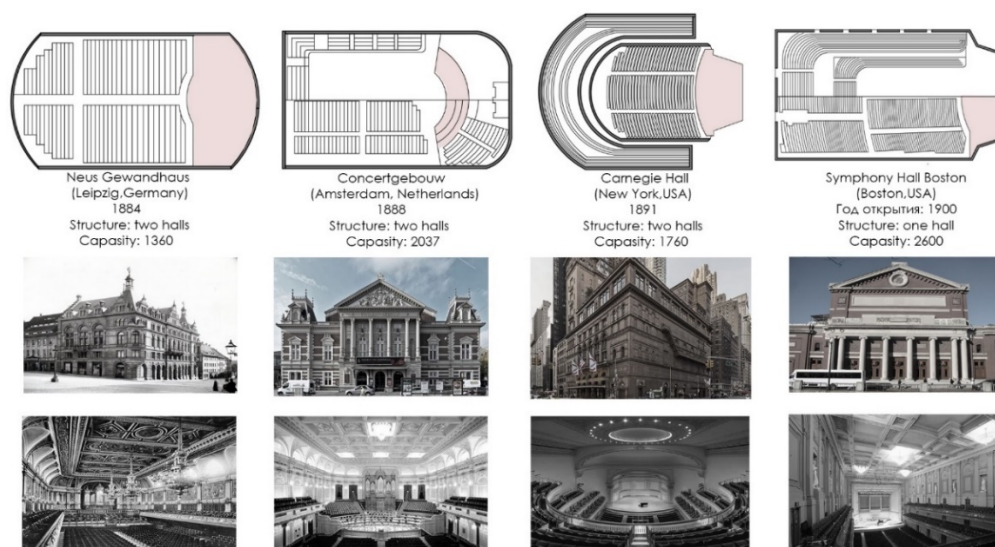 Neus Gewandhaus
(Leipzig,Germany)
1884
Structure: two halls
Capasity: 1360
Concertgebouw
(Amsterdam, Netherlands)
1888
Structure: two halls
Capasity: 2037
Carnegie Hall
(New York,USA)
1891
Structure: two halls
Capasity: 1760
Symphony Hall Boston
(Boston,USA)
Год открытия: 1900
Structure: one hall
Capasity: 2600